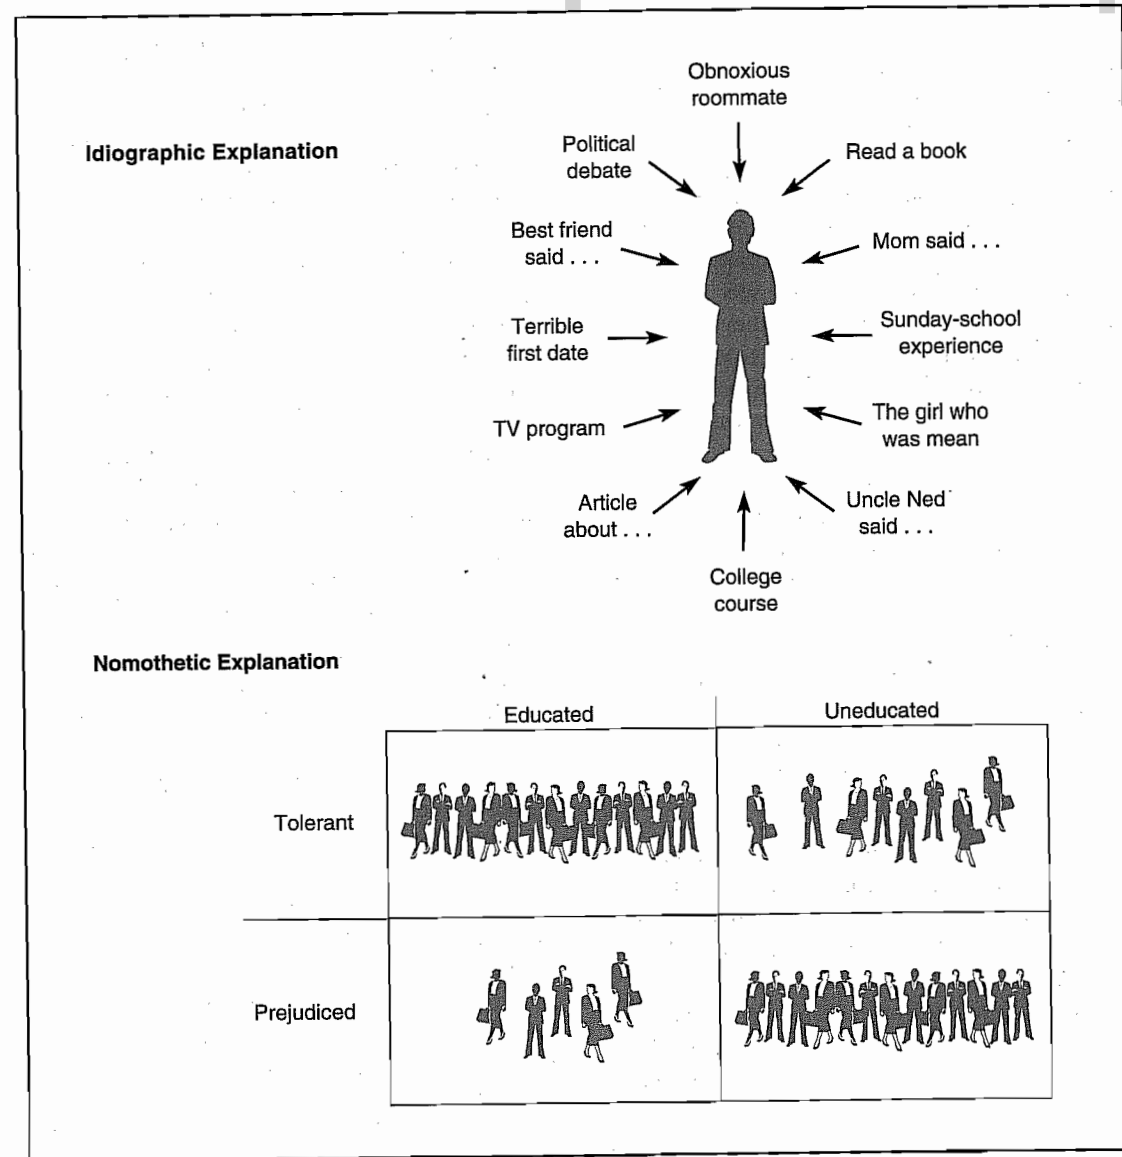 Idiographic Explanation
Obnoxious
roommate
Political
debate
Read a book
Best friend
said . . .
Mom said . . .
Terrible
first date
Sunday-school
experience
TV program
The girl who
was mean
Article
about . . .
Uncle Ned
said . . .
College
course
Nomothetic Explanation
Educated
Uneducated
Tolerant
Prejudiced